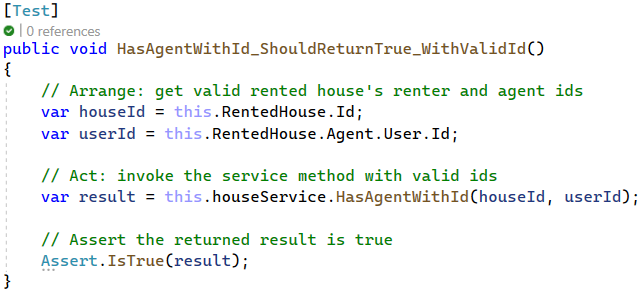 [Test]
| 0 references
public void HasAgentWithId_ShouldReturnTrue_WithValidId()
{
// Arrange: get valid rented house's renter and agent ids
var houseId = this.RentedHouse.Id;
var userId = this.RentedHouse.Agent.User.Id;
// Act: invoke the service method with valid ids
var result = this.houseService.HasAgentWithId(houseId, userId);
// Assert the returned result is true
Assert.IsTrue(result);
}